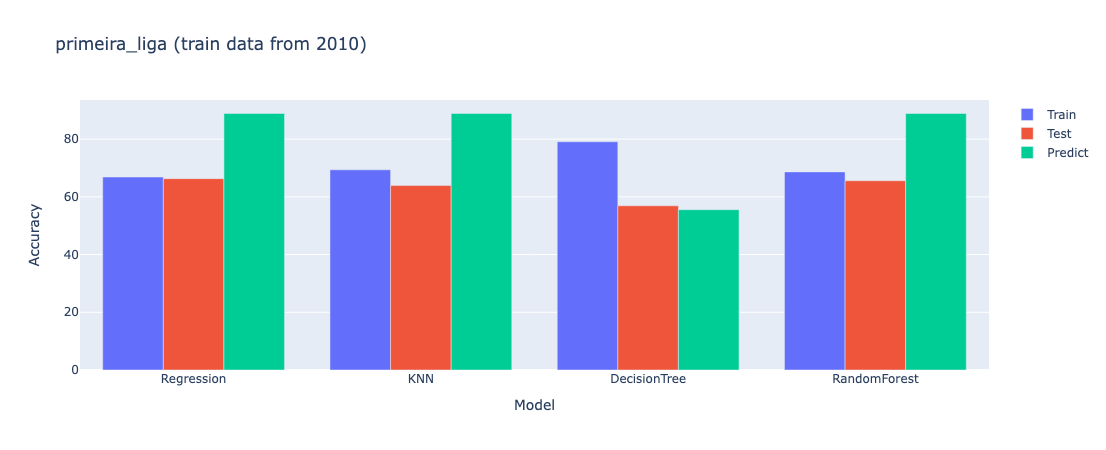 primeira_liga (train data from 2010)
Train
Test
Predict
80
60
40
20
0
Accuracy
Regression
KNN
DecisionTree
RandomForest
Model